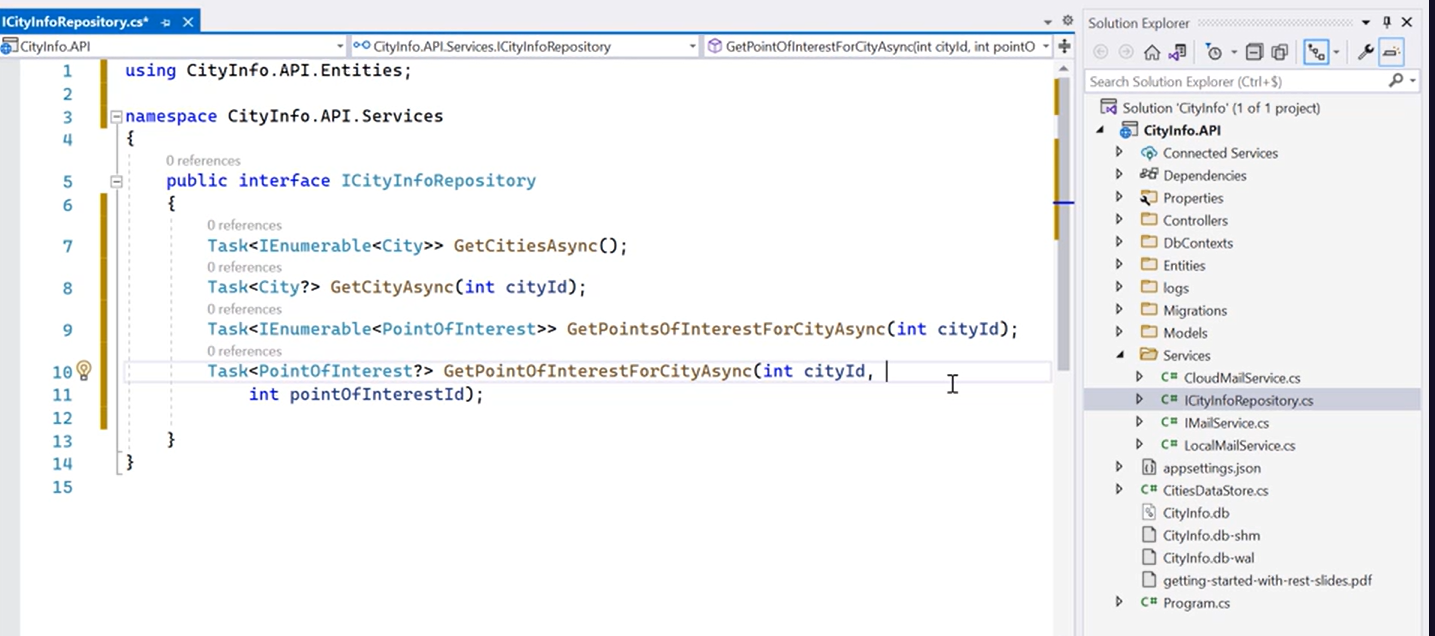 ICityInfoRepository.cs*
Solution Explorer
CityInfo.API
CityInfo.API.Services.ICityInfoRepository
GetPointOfInterestForCityAsync(int cityId, int pointO
Search Solution Explorer (Ctrl+$)
1 using CityInfo.API.Entities;
2
3 namespace CityInfo.API.Services
4 {
0 references
5 public interface ICityInfoRepository
6 {
0 references
7 Task<IEnumerable<City>> GetCitiesAsync();
0 references
8 Task<City?> GetCityAsync(int cityId);
0 references
9 Task<IEnumerable<PointOfInterest>> GetPointsOfInterestForCityAsync(int cityId);
0 references
10 Task<PointOfInterest?> GetPointOfInterestForCityAsync(int cityId,
11 int pointOfInterestId);
12
13 }
14 }
15
Solution 'CityInfo' (1 of 1 project)
CityInfo.API
Connected Services
Dependencies
Properties
Controllers
DbContexts
Entities
logs
Migrations
Models
Services
C# CloudMailService.cs
C# ICityInfoRepository.cs
C# IMailService.cs
C# LocalMailService.cs
appsettings.json
C# CitiesDataStore.cs
CityInfo.db
CityInfo.db-shm
CityInfo.db-wal
getting-started-with-rest-slides.pdf
C# Program.cs